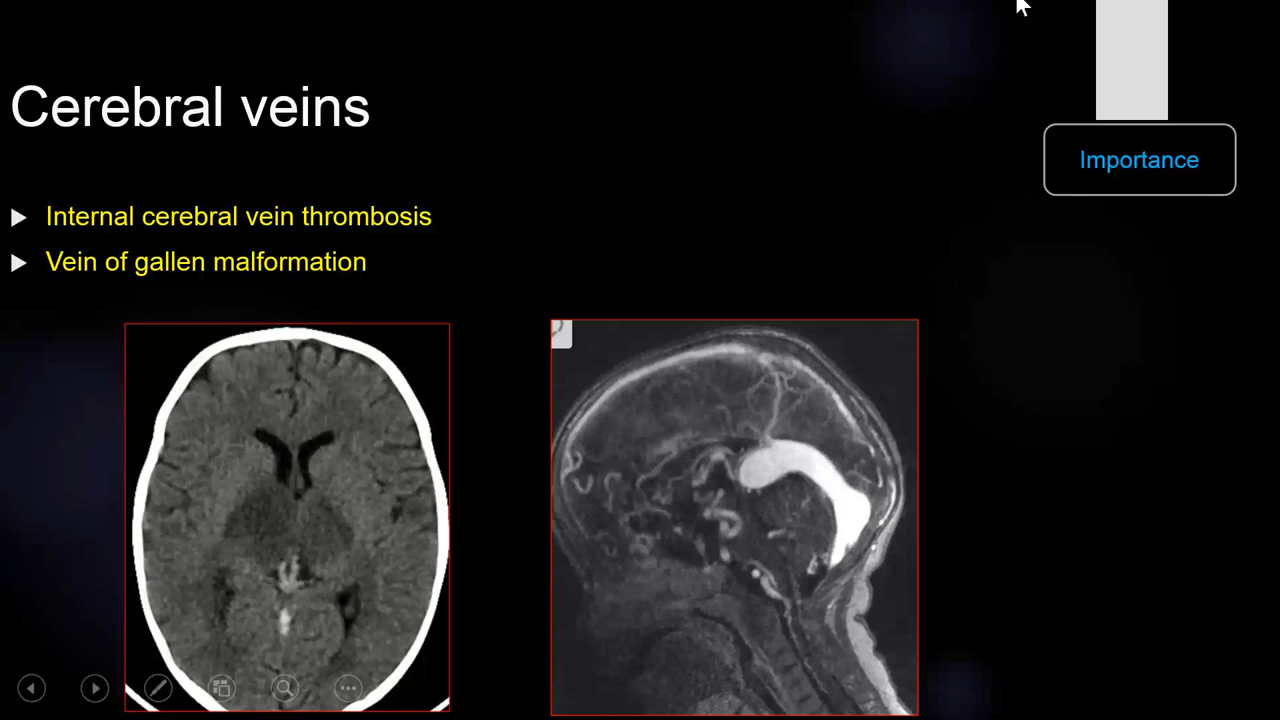 Cerebral veins
Importance
Internal cerebral vein thrombosis
Vein of gallen malformation